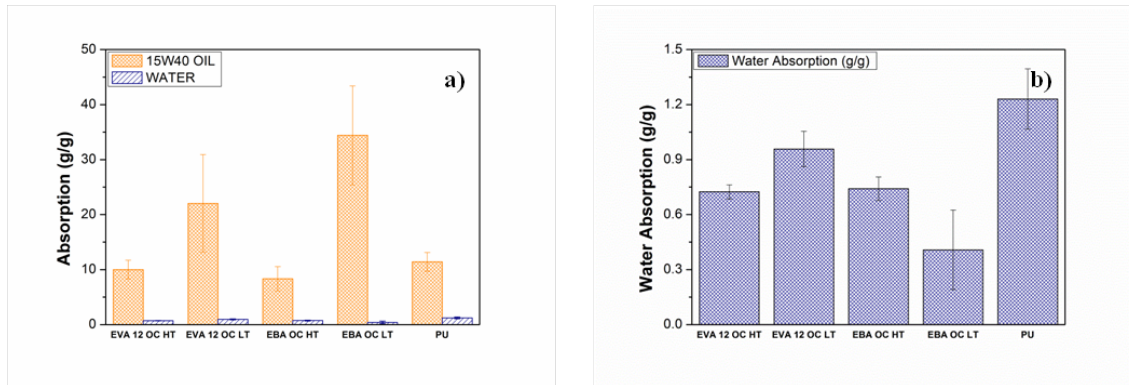 50
40
30
20
10
0
Absorption (g/g)
15W40 OIL
WATER
a)
EVA 12 OC HT
EVA 12 OC LT
EBA OC HT
EBA OC LT
PU
1.5
1.2
0.9
0.6
0.3
0.0
Water Absorption (g/g)
Water Absorption (g/g)
b)
EVA 12 OC HT
EVA 12 OC LT
EBA OC HT
EBA OC LT
PU